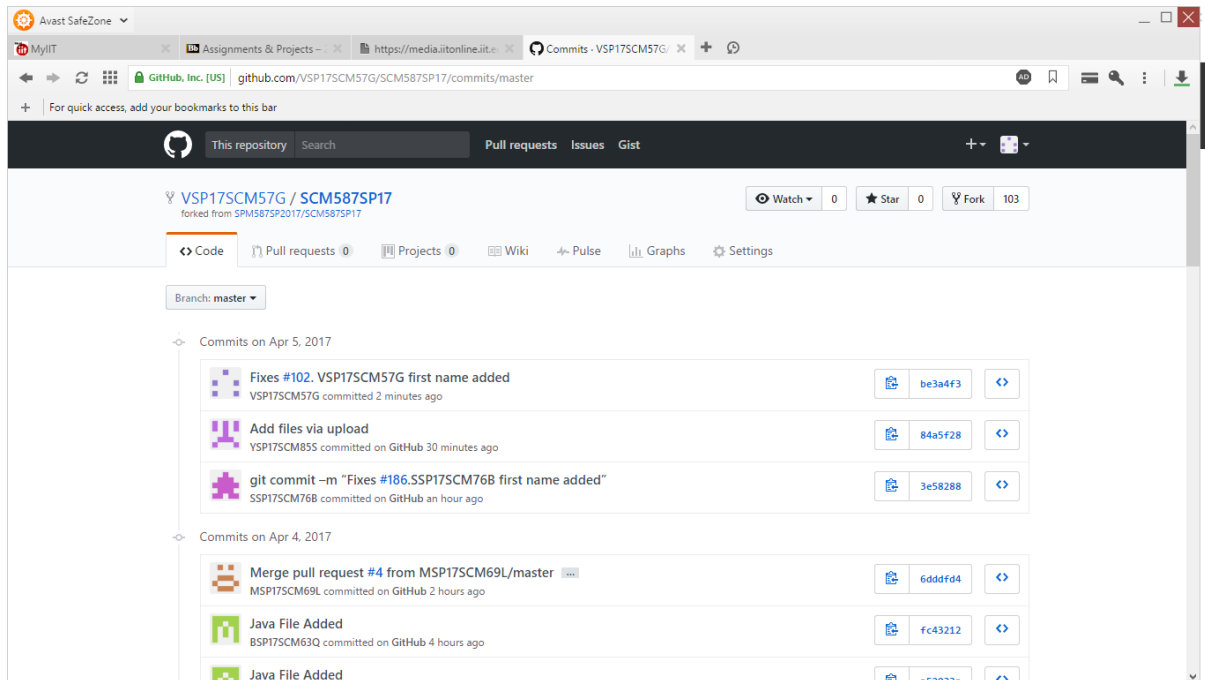 Avast SafeZone
MyIIT
Assignments & Projects –
https://media.iitonline.iit.e
Commits · VSP17SCM57G/
GitHub, Inc. [US] github.com/VSP17SCM57G/SCM587SP17/commits/master
For quick access, add your bookmarks to this bar
This repository Search Pull requests Issues Gist
VSP17SCM57G / SCM587SP17
Watch 0 Star 0 Fork 103
forked from SPM587SP2017/SCM587SP17
Code Pull requests 0 Projects 0 Wiki Pulse Graphs Settings
Branch: master
Commits on Apr 5, 2017
Fixes #102. VSP17SCM57G first name added
VSP17SCM57G committed 2 minutes ago
be3a4f3
Add files via upload
YSP17SCM85S committed on GitHub 30 minutes ago
84a5f28
git commit –m “Fixes #186.SSP17SCM76B first name added”
SSP17SCM76B committed on GitHub an hour ago
3e58288
Commits on Apr 4, 2017
Merge pull request #4 from MSP17SCM69L/master …
MSP17SCM69L committed on GitHub 2 hours ago
6dddfd4
Java File Added
BSP17SCM63Q committed on GitHub 4 hours ago
fc43212
Java File Added